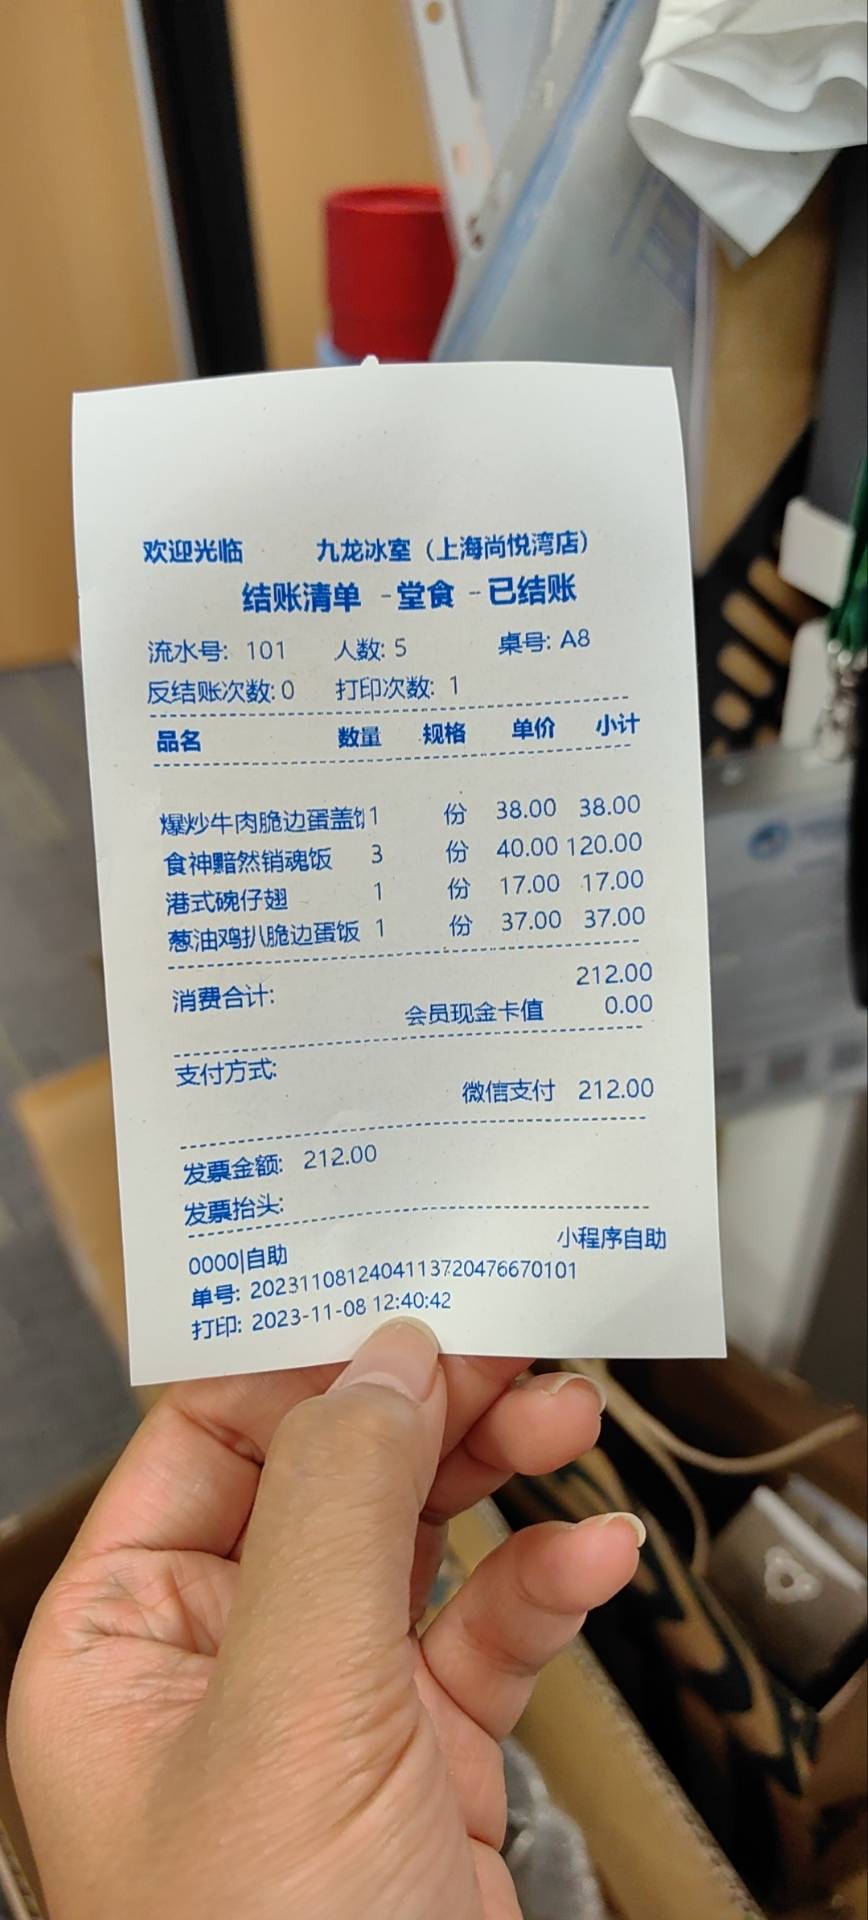 欢迎光临 九龙冰室（上海尚悦湾店）
结账清单 -堂食 -已结账
流水号: 101 人数: 5 桌号: A8
反结账次数: 0 打印次数: 1
品名 数量 规格 单价 小计
爆炒牛肉脆边蛋盖饭 1 份 38.00 38.00
食神黯然销魂饭 3 份 40.00 120.00
港式碗仔翅 1 份 17.00 17.00
葱油鸡扒脆边蛋饭 1 份 37.00 37.00
消费合计: 212.00
会员现金卡值 0.00
支付方式:
微信支付 212.00
发票金额: 212.00
发票抬头:
0000|自助 小程序自助
单号: 2023110812404113720476670101
打印: 2023-11-08 12:40:42